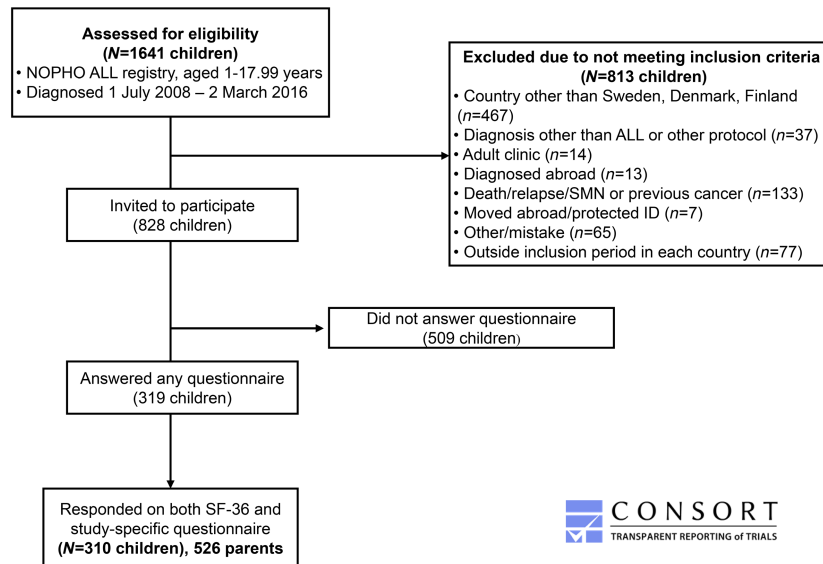 Assessed for eligibility
(N=1641 children)
• NOPHO ALL registry, aged 1-17.99 years
• Diagnosed 1 July 2008 – 2 March 2016
Excluded due to not meeting inclusion criteria
(N=813 children)
• Country other than Sweden, Denmark, Finland
(n=467)
• Diagnosis other than ALL or other protocol (n=37)
• Adult clinic (n=14)
• Diagnosed abroad (n=13)
• Death/relapse/SMN or previous cancer (n=133)
• Moved abroad/protected ID (n=7)
• Other/mistake (n=65)
• Outside inclusion period in each country (n=77)
Invited to participate
(828 children)
Did not answer questionnaire
(509 children)
Answered any questionnaire
(319 children)
Responded on both SF-36 and
study-specific questionnaire
(N=310 children), 526 parents
CONSORT
TRANSPARENT REPORTING of TRIALS